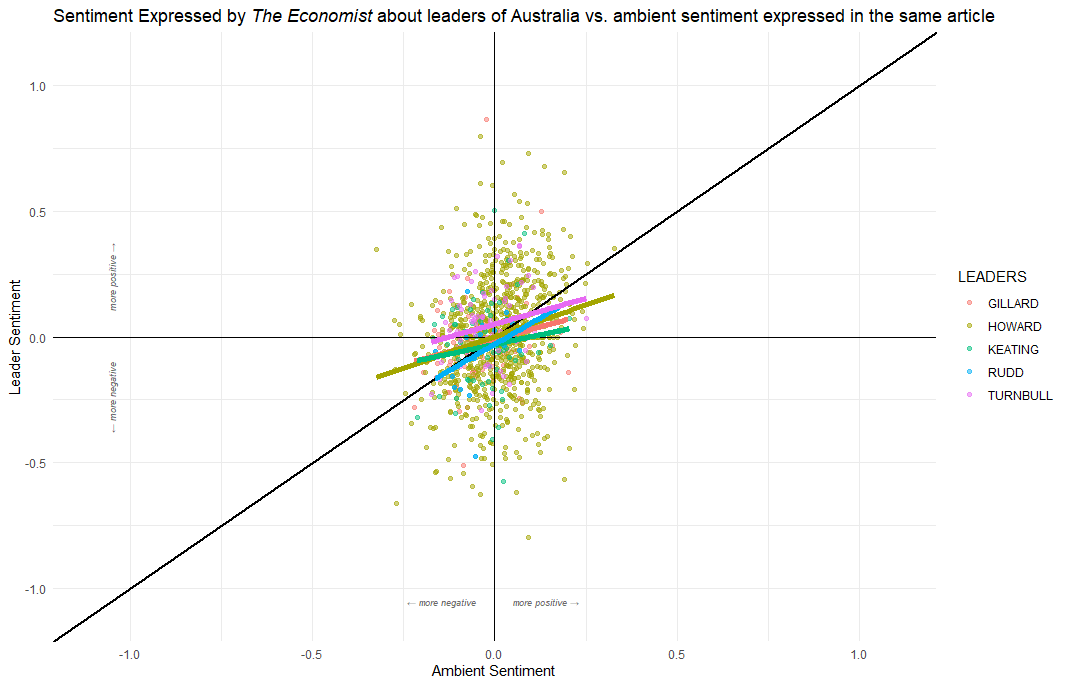 Sentiment Expressed by The Economist about leaders of Australia vs. ambient sentiment expressed in the same article
1.0
0.5
0.0
-0.5
-1.0
Leader Sentiment
more positive →
← more negative
← more negative
more positive →
-1.0
-0.5
0.0
0.5
1.0
Ambient Sentiment
LEADERS
GILLARD
HOWARD
KEATING
RUDD
TURNBULL